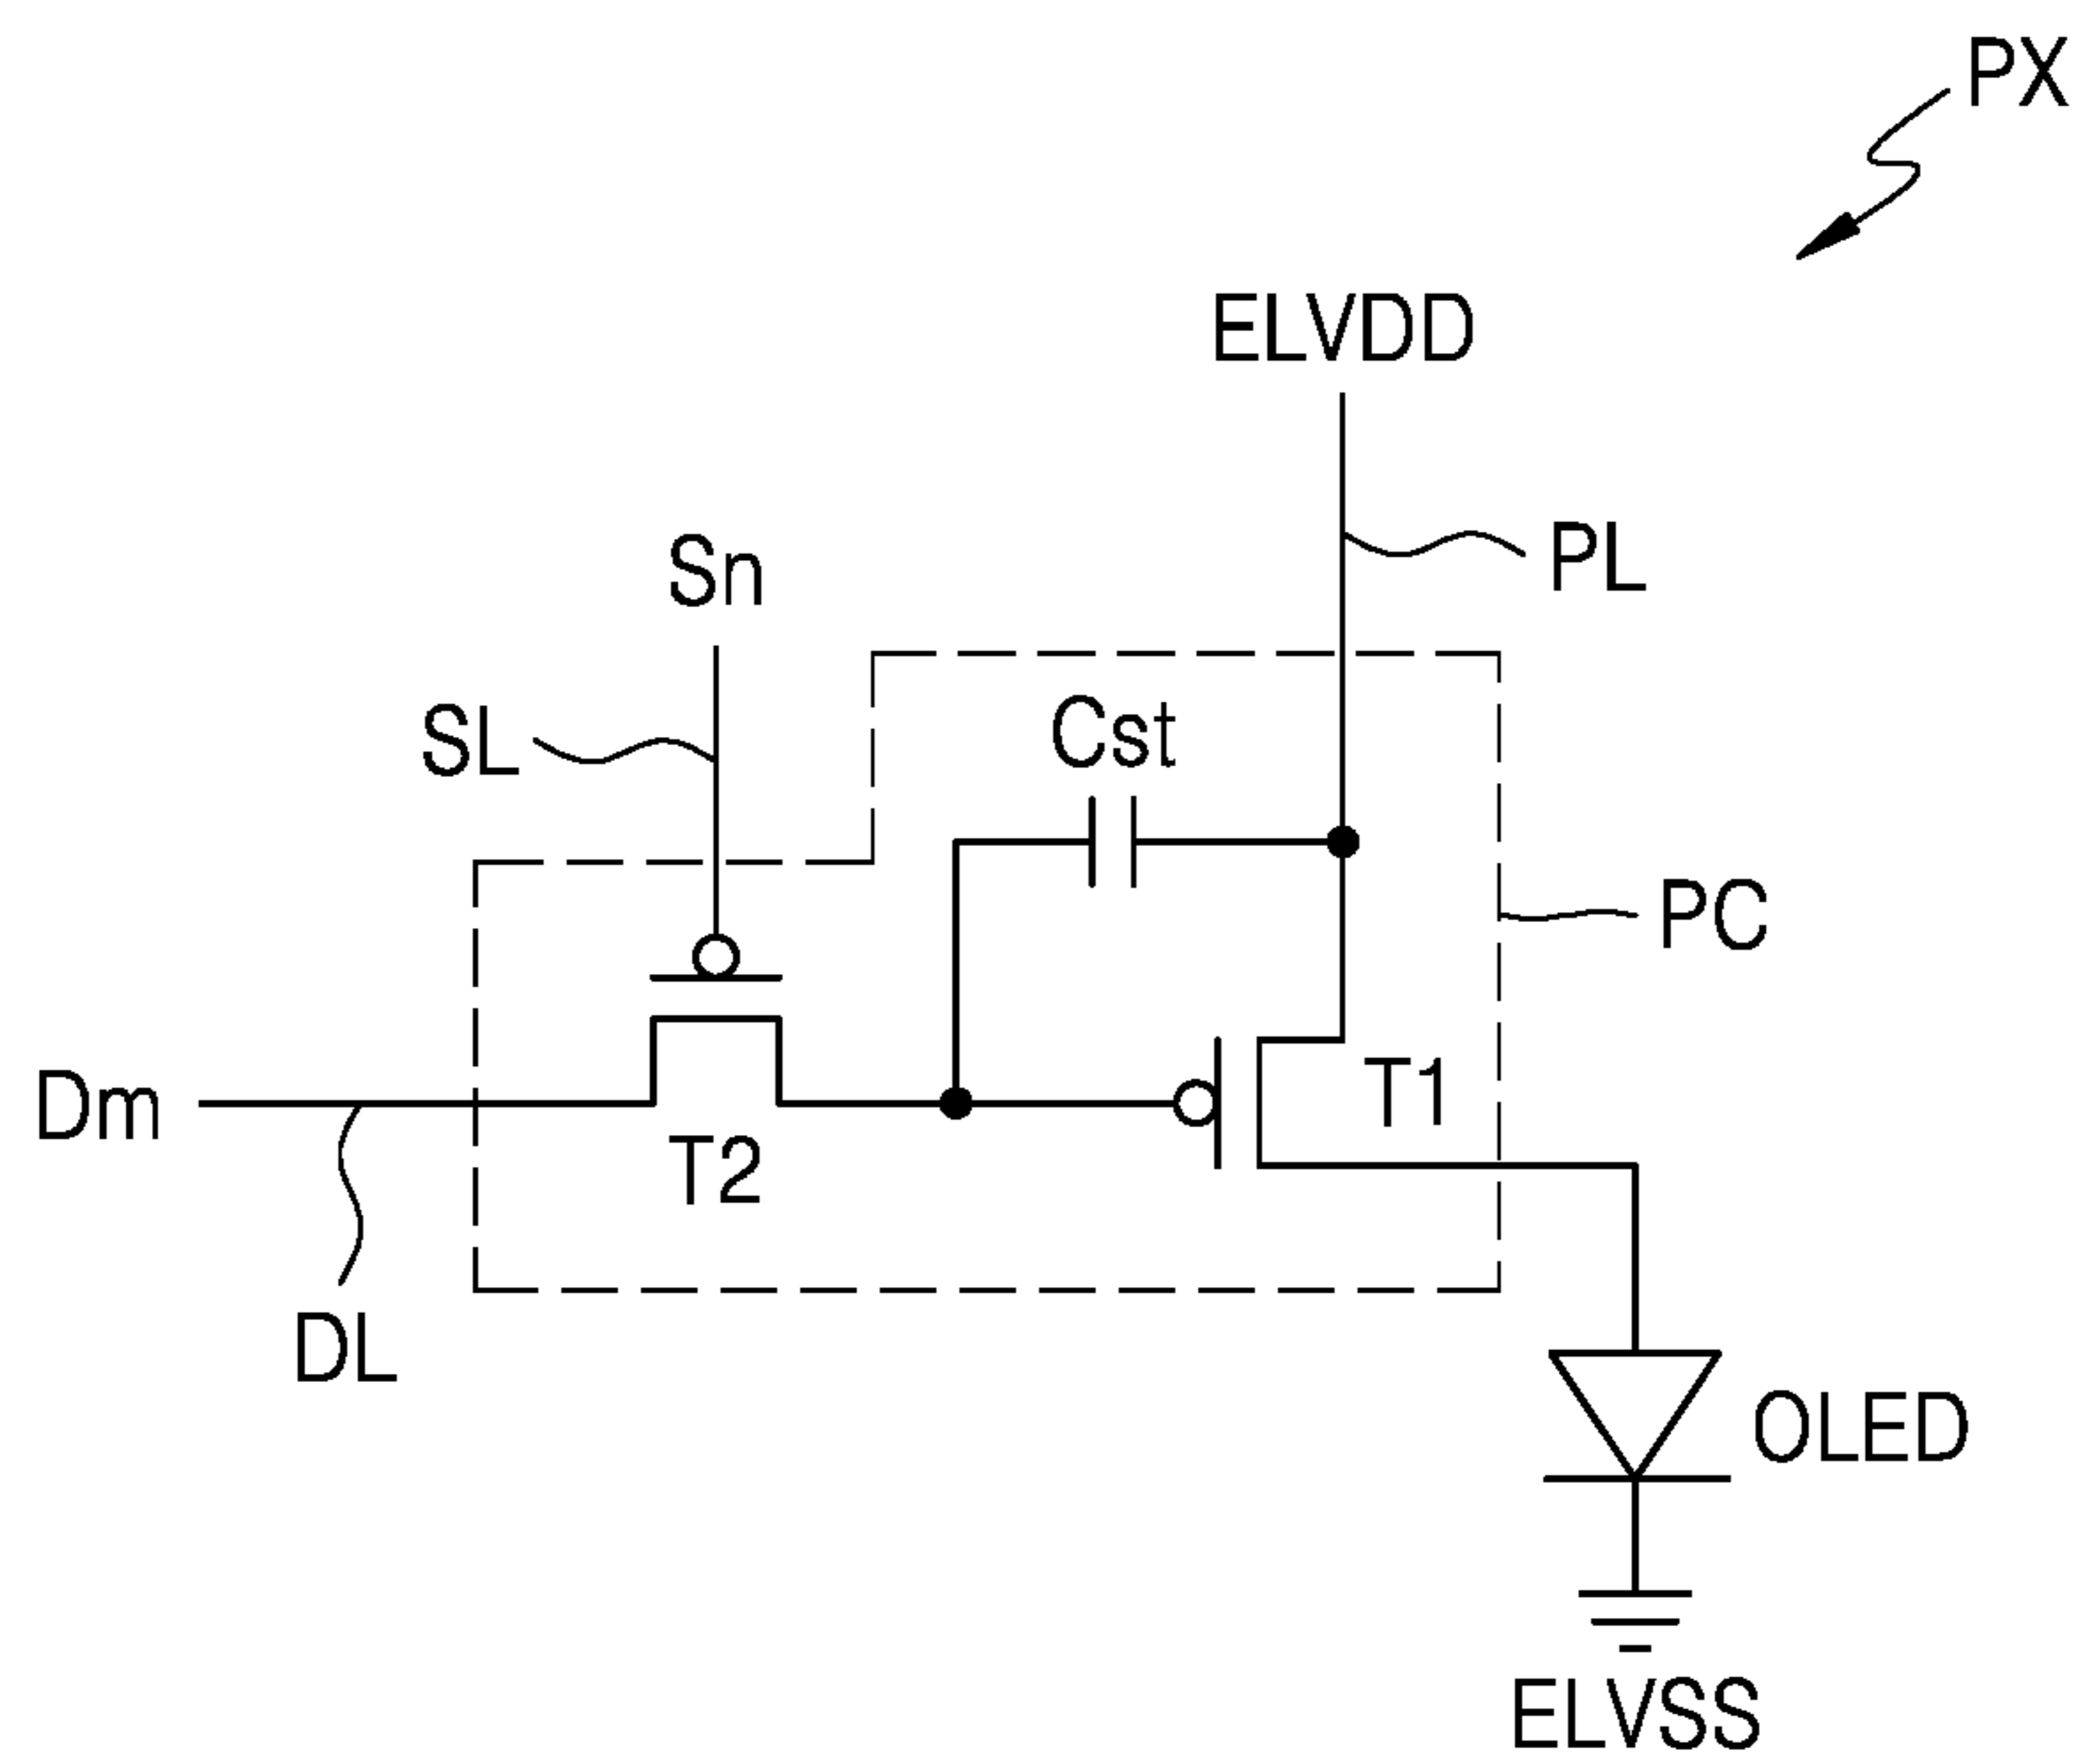 PX
ELVDD
PL
Sn
SL
Cst
PC
T1
Dm
T2
DL
OLED
ELVSS